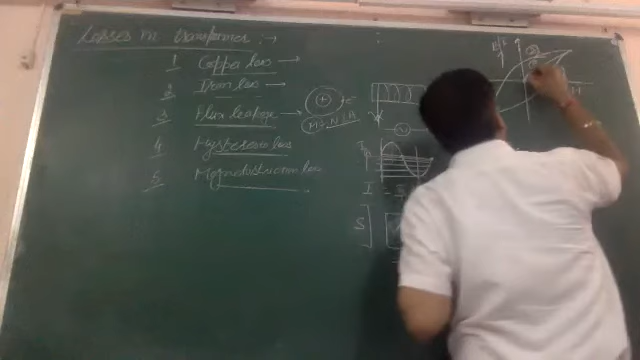 Losses in transformer :→
1 Copper loss →
2 Iron loss →
3 Flux leakage →
4 Hysteresis loss
5 Magnetostriction loss
H
I
S